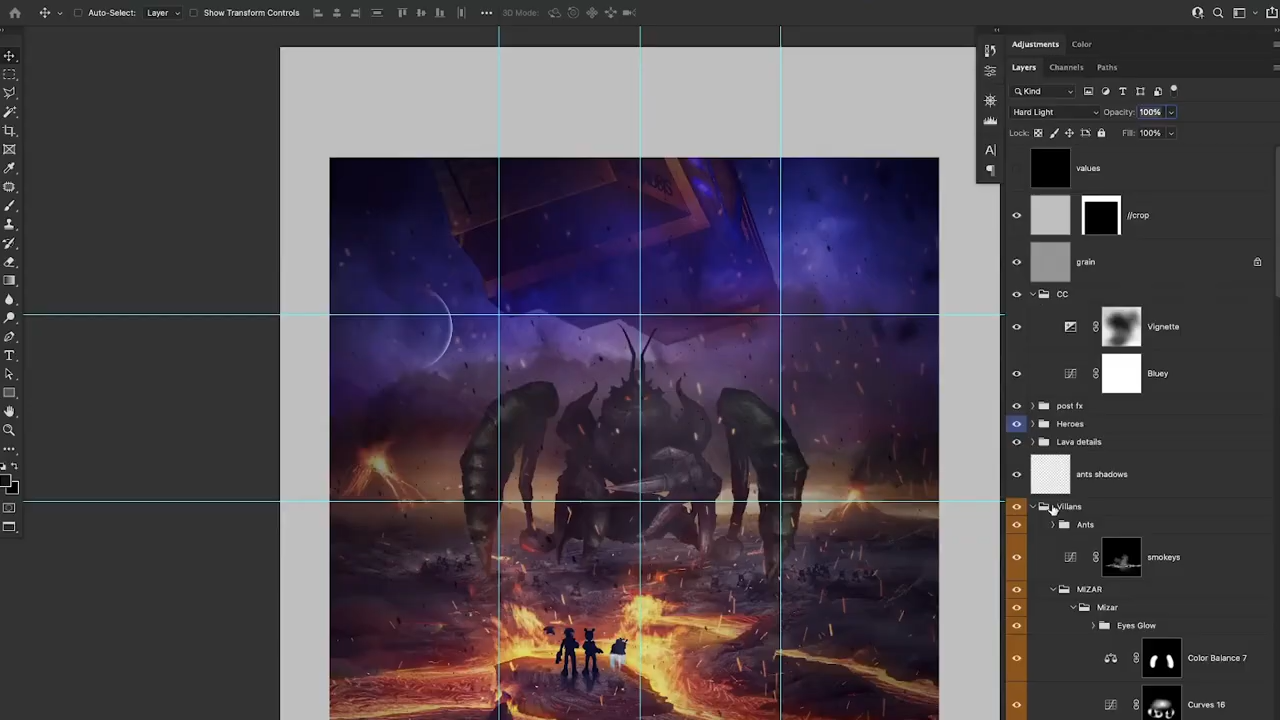 Auto-Select: Layer Show Transform Controls 3D Mode:
Adjustments Color
Layers Channels Paths
Kind
Hard Light Opacity: 100%
Lock: Fill: 100%
values
//crop
grain
CC
Vignette
Bluey
post fx
Heroes
Lava details
ants shadows
Villans
Ants
smokeys
MIZAR
Mizar
Eyes Glow
Color Balance 7
Curves 16